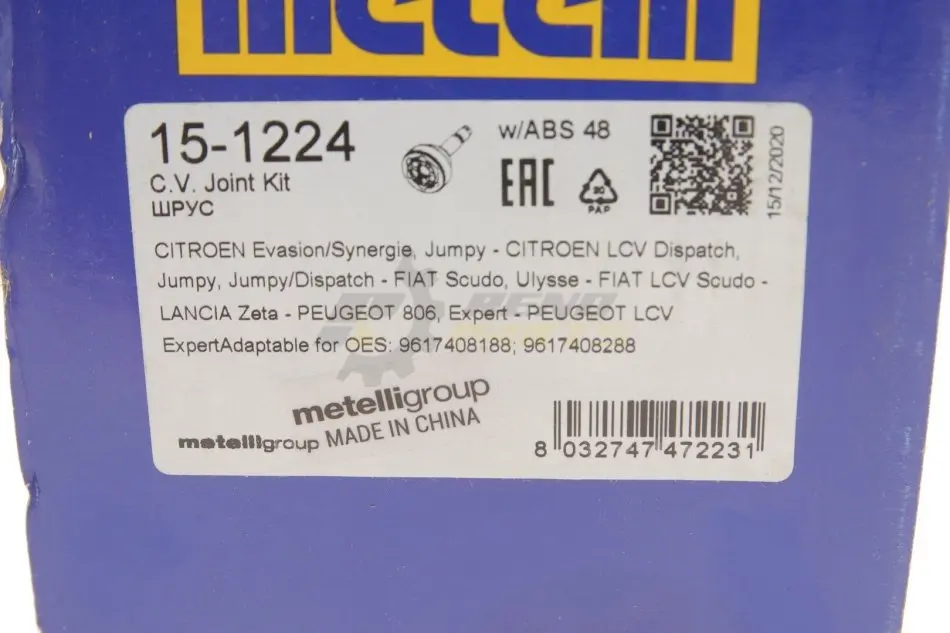 metelli
15-1224
C.V. Joint Kit
ШРУС
w/ABS 48
EAC
PAP
15/12/2020
CITROEN Evasion/Synergie, Jumpy - CITROEN LCV Dispatch,
Jumpy, Jumpy/Dispatch - FIAT Scudo, Ulysse - FIAT LCV Scudo -
LANCIA Zeta - PEUGEOT 806, Expert - PEUGEOT LCV
ExpertAdaptable for OES: 9617408188; 9617408288
metelligroup
MADE IN CHINA
metelligroup
8 032747 472231